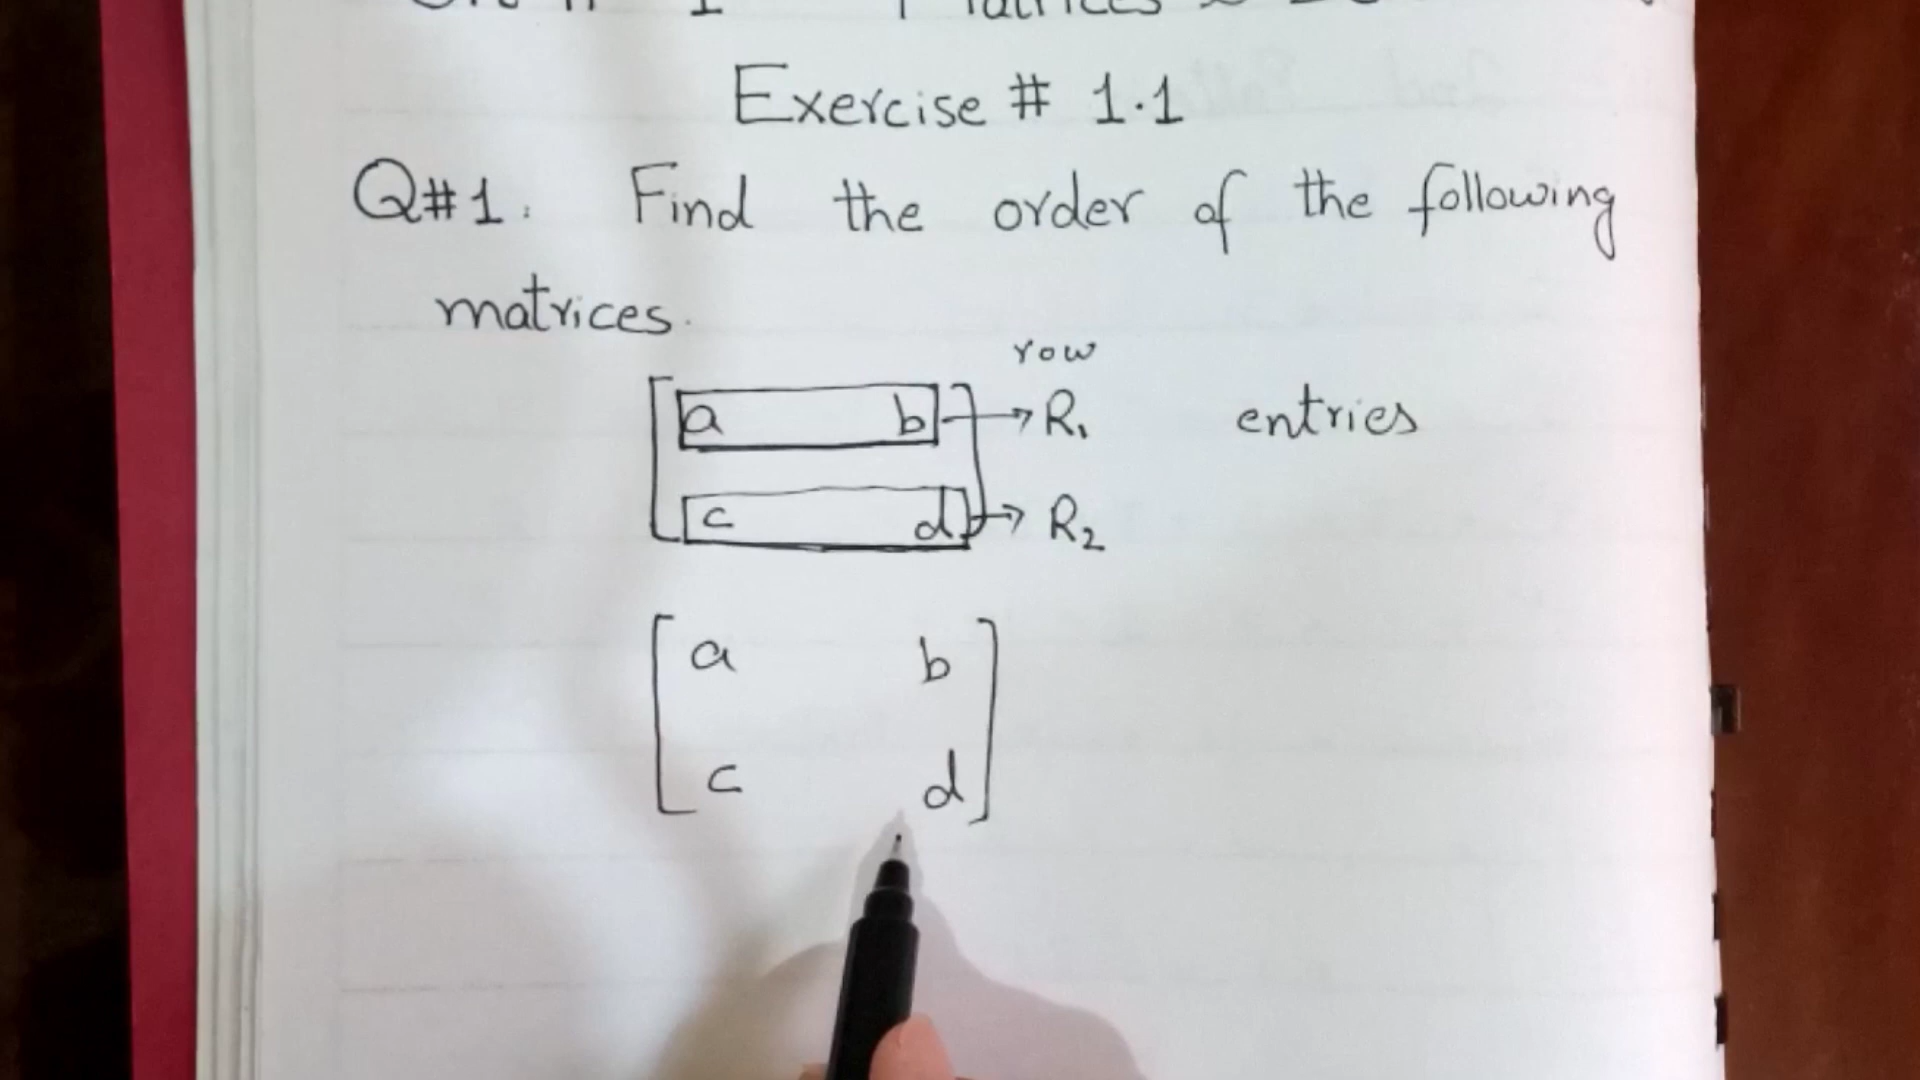 Exercise # 1.1
Q#1. Find the order of the following
matrices.
row
a b → R₁ entries
c d → R₂
a b
c d